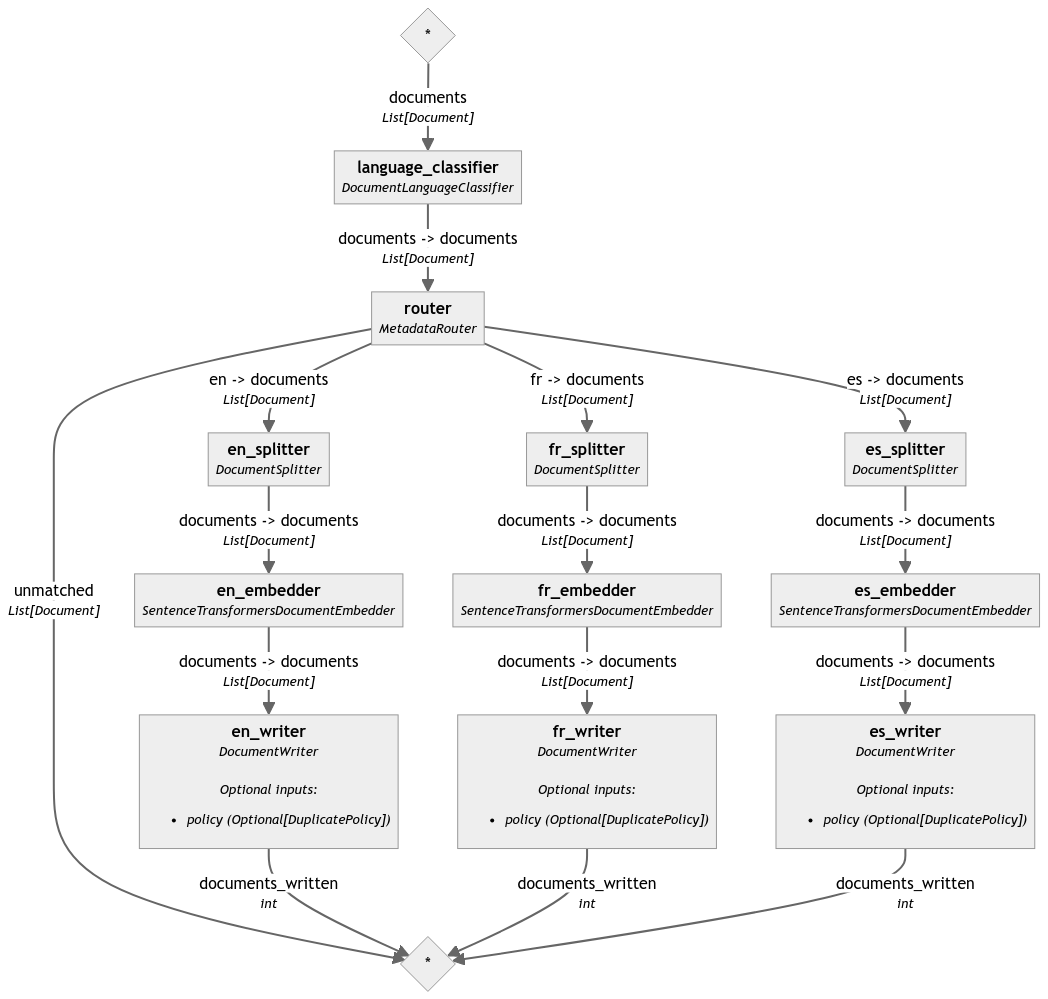 *
documents
List[Document]
language_classifier
DocumentLanguageClassifier
documents -> documents
List[Document]
router
MetadataRouter
en -> documents
List[Document]
fr -> documents
List[Document]
es -> documents
List[Document]
en_splitter
DocumentSplitter
fr_splitter
DocumentSplitter
es_splitter
DocumentSplitter
documents -> documents
List[Document]
documents -> documents
List[Document]
documents -> documents
List[Document]
unmatched
List[Document]
en_embedder
SentenceTransformersDocumentEmbedder
fr_embedder
SentenceTransformersDocumentEmbedder
es_embedder
SentenceTransformersDocumentEmbedder
documents -> documents
List[Document]
documents -> documents
List[Document]
documents -> documents
List[Document]
en_writer
DocumentWriter
Optional inputs:
• policy (Optional[DuplicatePolicy])
fr_writer
DocumentWriter
Optional inputs:
• policy (Optional[DuplicatePolicy])
es_writer
DocumentWriter
Optional inputs:
• policy (Optional[DuplicatePolicy])
documents_written
int
documents_written
int
documents_written
int
*